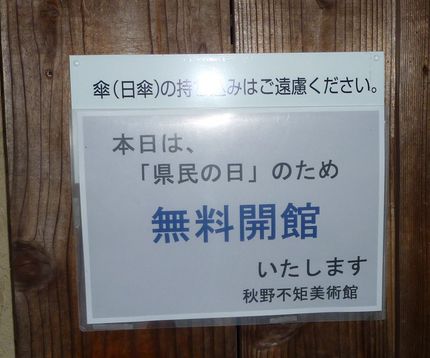 傘(日傘)の持ち込みはご遠慮ください。
本日は、
「県民の日」のため
無料開館
いたします
秋野不矩美術館